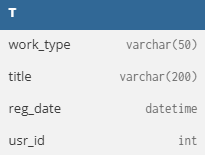 T
work_type varchar(50)
title varchar(200)
reg_date datetime
usr_id int